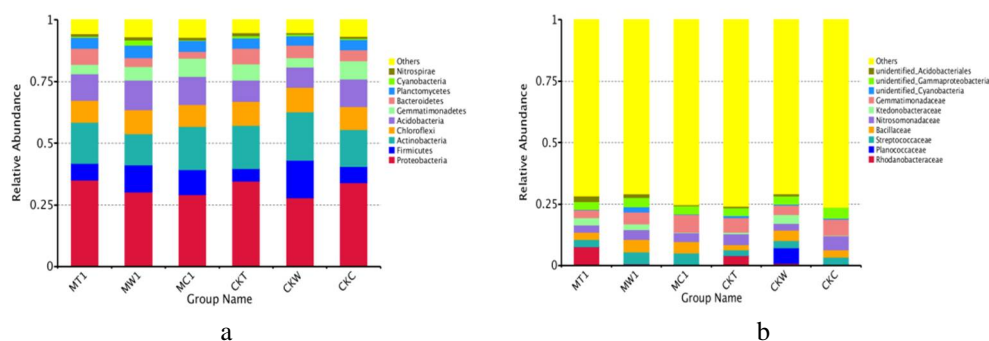 1
0.75
0.5
0.25
0
Relative Abundance
MT1
MW1
MC1
CKT
CKW
CKC
Group Name
Others
Nitrospirae
Cyanobacteria
Planctomycetes
Bacteroidetes
Gemmatimonadetes
Acidobacteria
Chloroflexi
Actinobacteria
Firmicutes
Proteobacteria
a
1
0.75
0.5
0.25
0
Relative Abundance
MT1
MW1
MC1
CKT
CKW
CKC
Group Name
Others
unidentified_Acidobacteriales
unidentified_Gammaproteobacteria
unidentified_Cyanobacteria
Gemmatimonadaceae
Ktedonobacteraceae
Nitrosomonadaceae
Bacillaceae
Streptococcaceae
Planococcaceae
Rhodanobacteraceae
b